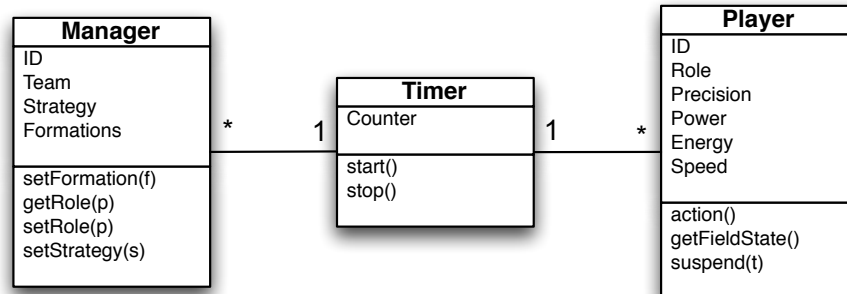 Manager
ID
Team
Strategy
Formations
setFormation(f)
getRole(p)
setRole(p)
setStrategy(s)
*
1
Timer
Counter
start()
stop()
1
*
Player
ID
Role
Precision
Power
Energy
Speed
action()
getFieldState()
suspend(t)